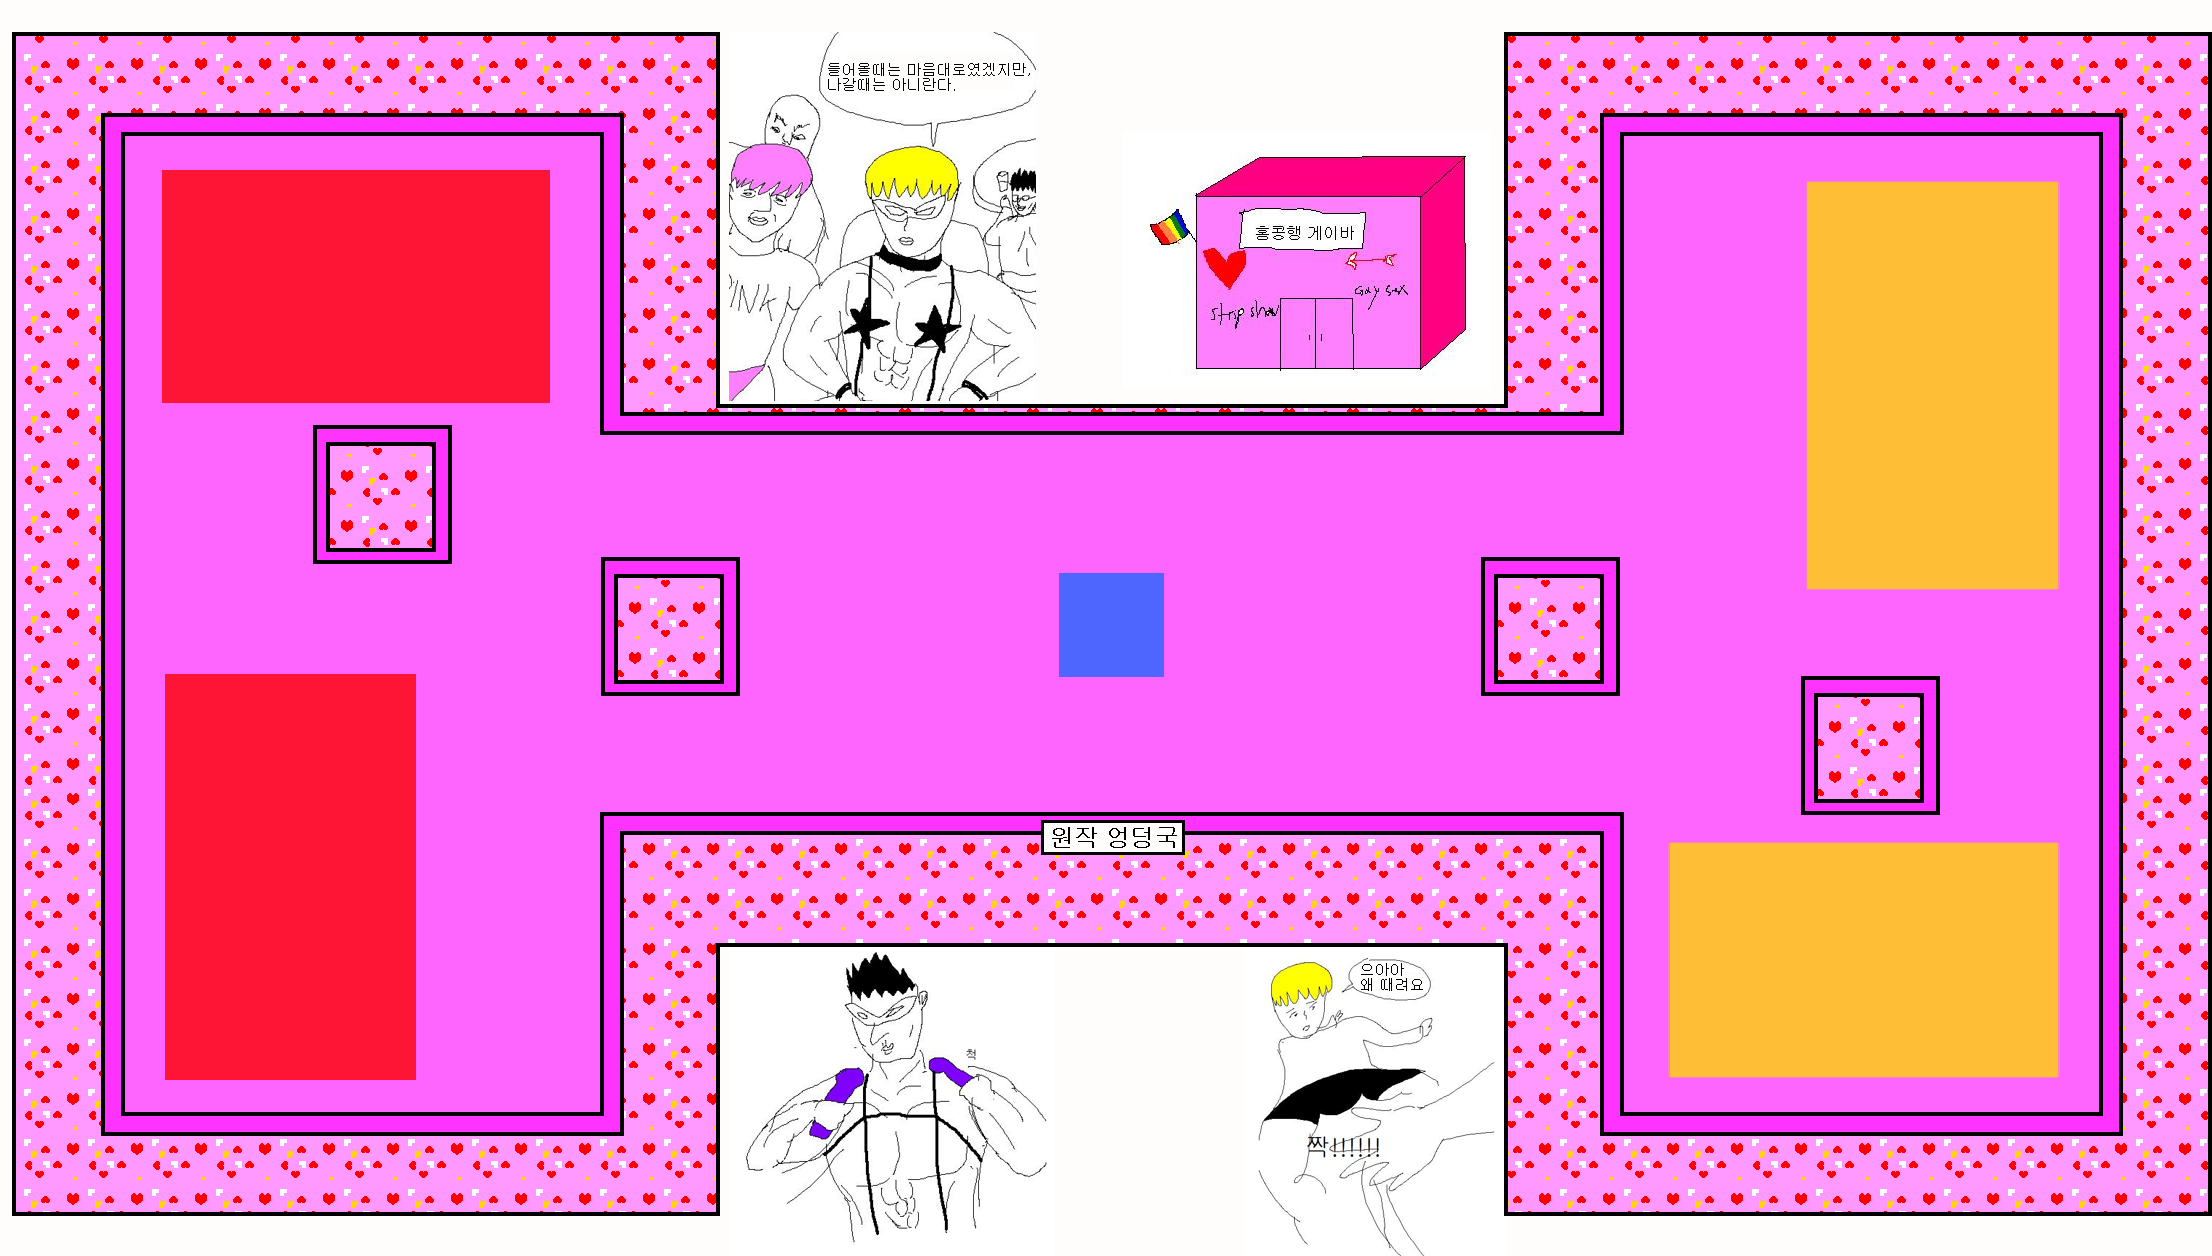 들어올때는 마음대로였겠지만,
나갈때는 아니란다.
홍콩행 게이바
gay sex
strip show
PINK
원작 엉덩국
척
으아아
왜 때려요
짝!!!!!!